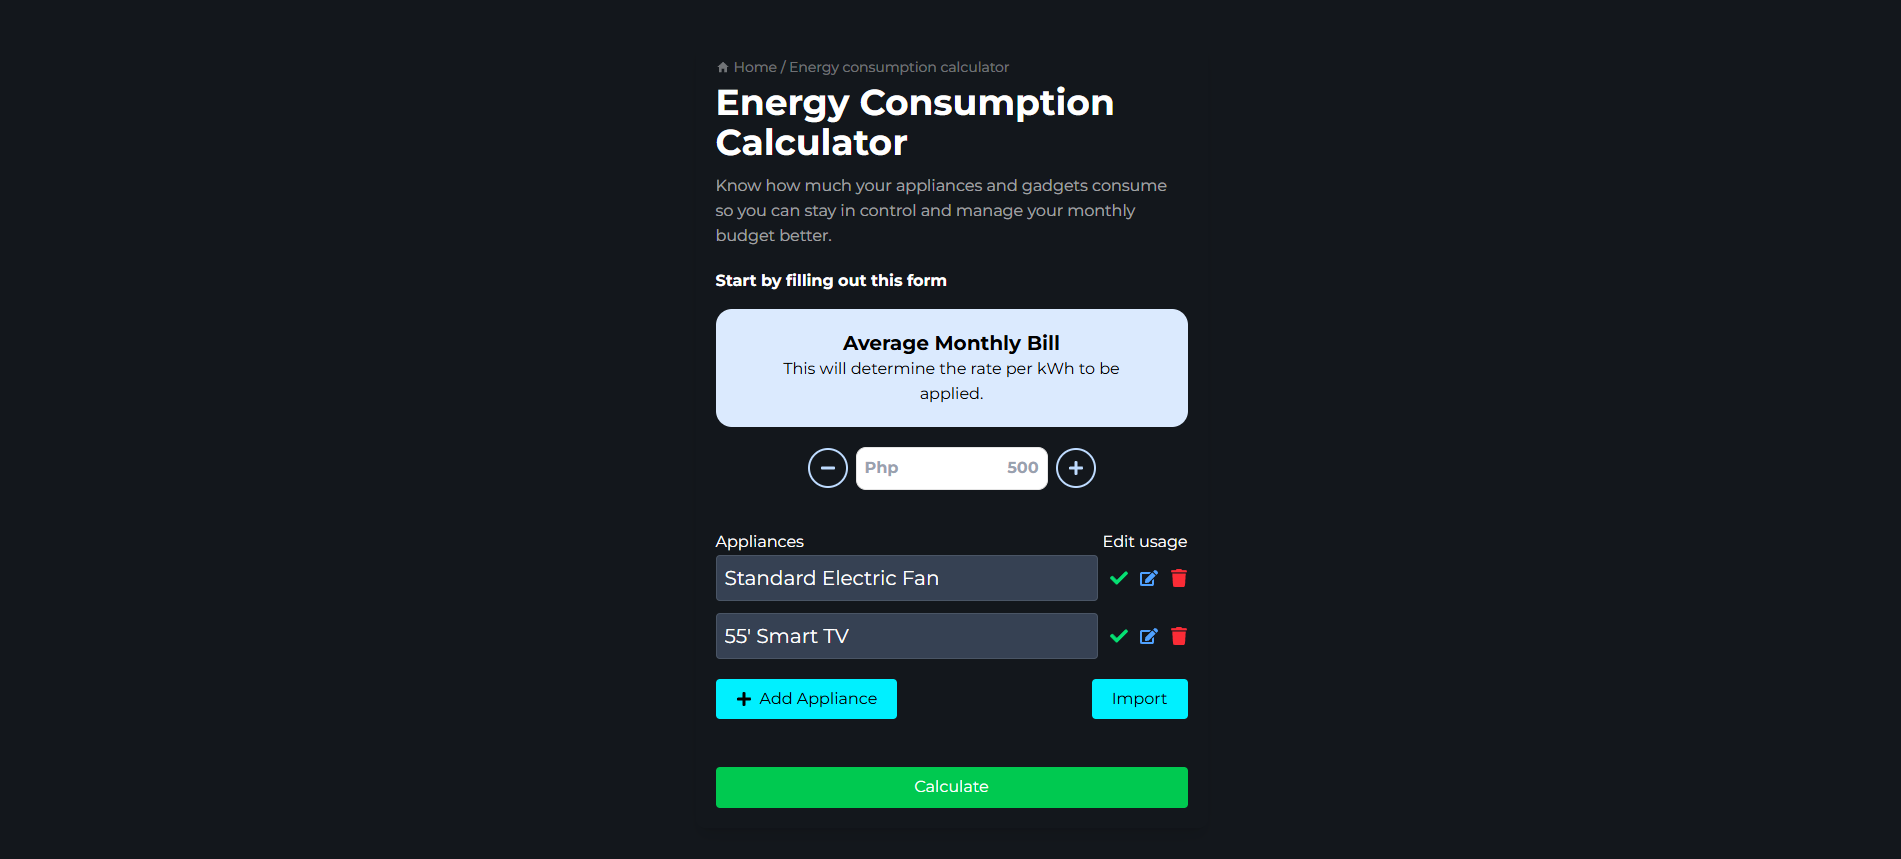 Home / Energy consumption calculator
Energy Consumption
Calculator
Know how much your appliances and gadgets consume
so you can stay in control and manage your monthly
budget better.
Start by filling out this form
Average Monthly Bill
This will determine the rate per kWh to be
applied.
Php 500
Appliances Edit usage
Standard Electric Fan
55' Smart TV
Add Appliance Import
Calculate